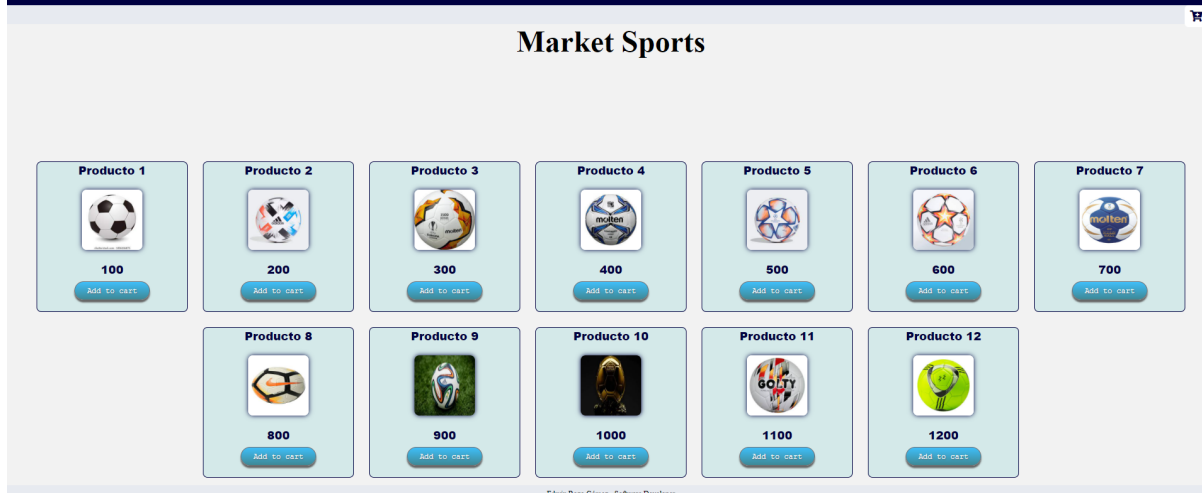 Market Sports
Producto 1
Producto 2
Producto 3
Producto 4
Producto 5
Producto 6
Producto 7
molten
molten
100
200
300
400
500
600
700
Add to cart
Add to cart
Add to cart
Add to cart
Add to cart
Add to cart
Add to cart
Producto 8
Producto 9
Producto 10
Producto 11
Producto 12
GOLTY
800
900
1000
1100
1200
Add to cart
Add to cart
Add to cart
Add to cart
Add to cart